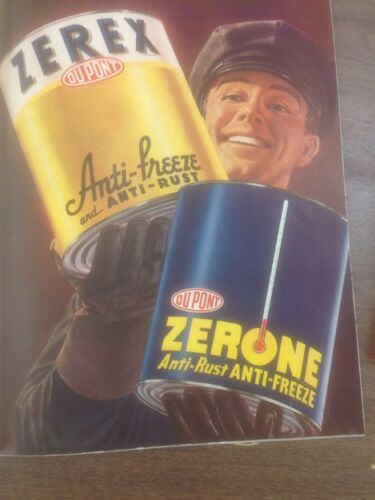 ZEREX
DU PONT
Anti-freeze
and ANTI-RUST
DU PONT
ZERONE
Anti-Rust ANTI-FREEZE